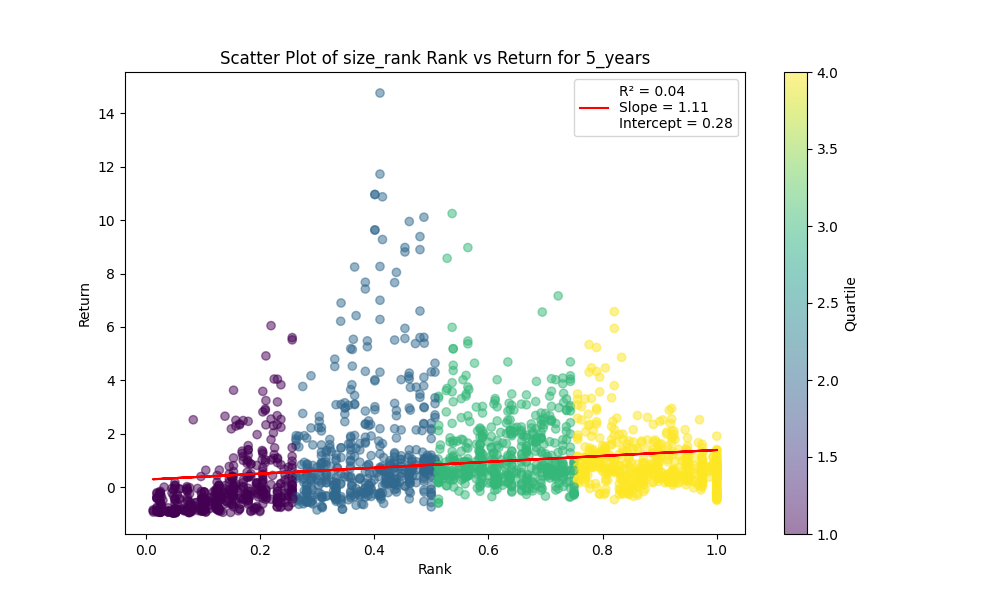 Scatter Plot of size_rank Rank vs Return for 5_years
R² = 0.04
Slope = 1.11
Intercept = 0.28
14
12
10
8
6
4
2
0
Return
0.0 0.2 0.4 0.6 0.8 1.0
Rank
4.0
3.5
3.0
2.5
2.0
1.5
1.0
Quartile